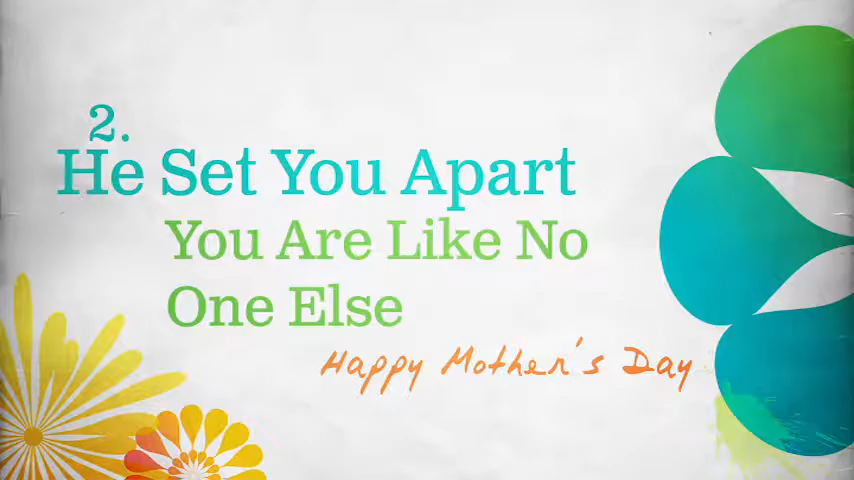 2.
He Set You Apart
You Are Like No
One Else
Happy Mother's Day